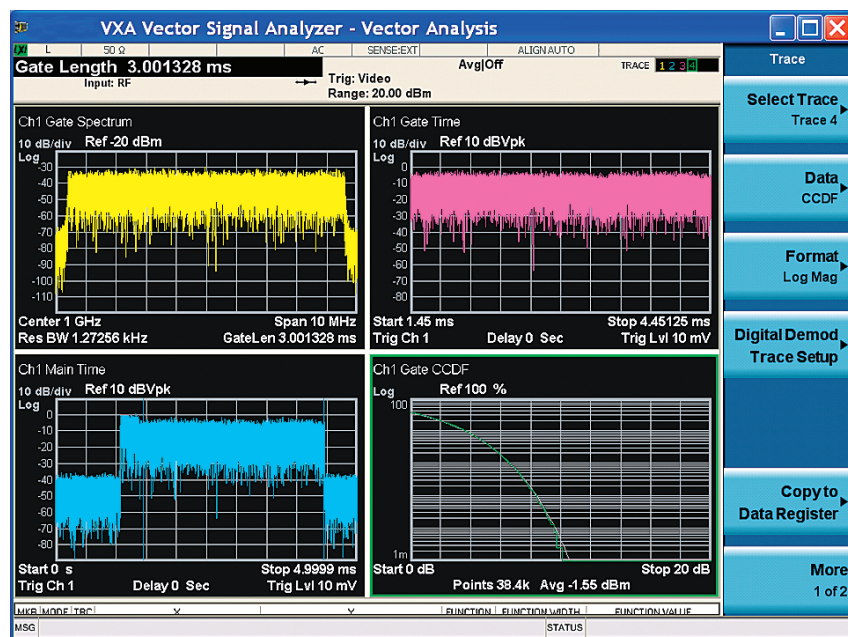 VXA Vector Signal Analyzer - Vector Analysis
LXI L 50 Ω AC SENSE:EXT ALIGN AUTO
Gate Length 3.001328 ms
Input: RF
Trig: Video
Range: 20.00 dBm
Avg|Off
TRACE 1 2 3 4
Trace
Select Trace
Trace 4
Data
CCDF
Format
Log Mag
Digital Demod
Trace Setup
Copy to
Data Register
More
1 of 2
Ch1 Gate Spectrum
10 dB/div Ref -20 dBm
Log
-30
-40
-50
-60
-70
-80
-90
-100
-110
Center 1 GHz Span 10 MHz
Res BW 1.27256 kHz GateLen 3.001328 ms
Ch1 Gate Time
10 dB/div Ref 10 dBVpk
Log
0
-10
-20
-30
-40
-50
-60
-70
-80
Start 1.45 ms Stop 4.45125 ms
Trig Ch 1 Delay 0 Sec Trig Lvl 10 mV
Ch1 Main Time
10 dB/div Ref 10 dBVpk
Log
0
-10
-20
-30
-40
-50
-60
-70
-80
Start 0 s Stop 4.9999 ms
Trig Ch 1 Delay 0 Sec Trig Lvl 10 mV
Ch1 Gate CCDF
Log Ref 100 %
100
1m
Start 0 dB Stop 20 dB
Points 38.4k Avg -1.55 dBm
MKR MODE TRC X Y FUNCTION FUNCTION WIDTH FUNCTION VALUE
MSG STATUS